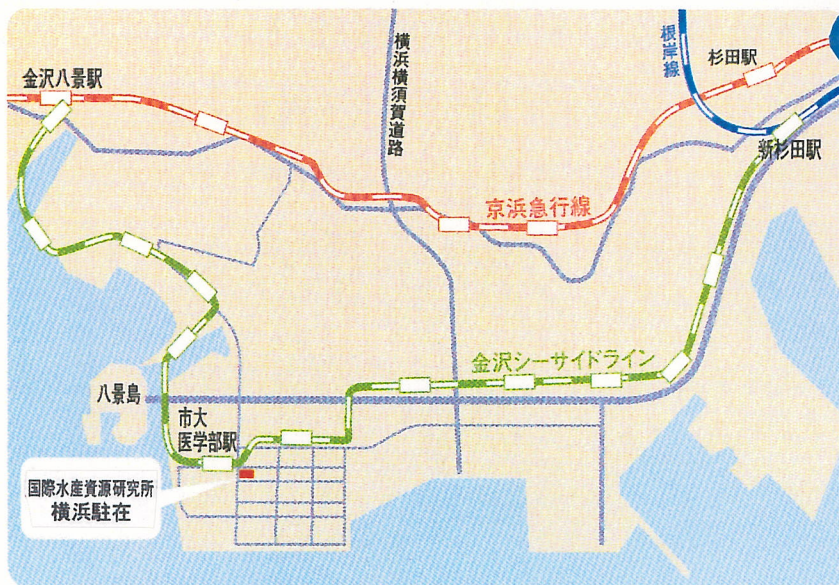 金沢八景駅
横浜横須賀道路
根岸線
杉田駅
新杉田駅
京浜急行線
金沢シーサイドライン
八景島
市大
医学部駅
国際水産資源研究所
横浜駐在